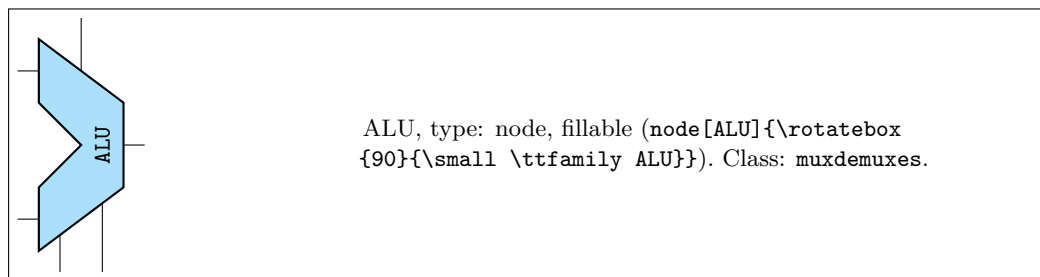 ALU
ALU, type: node, fillable (node[ALU]{\rotatebox
{90}{\small \ttfamily ALU}}). Class: muxdemuxes.